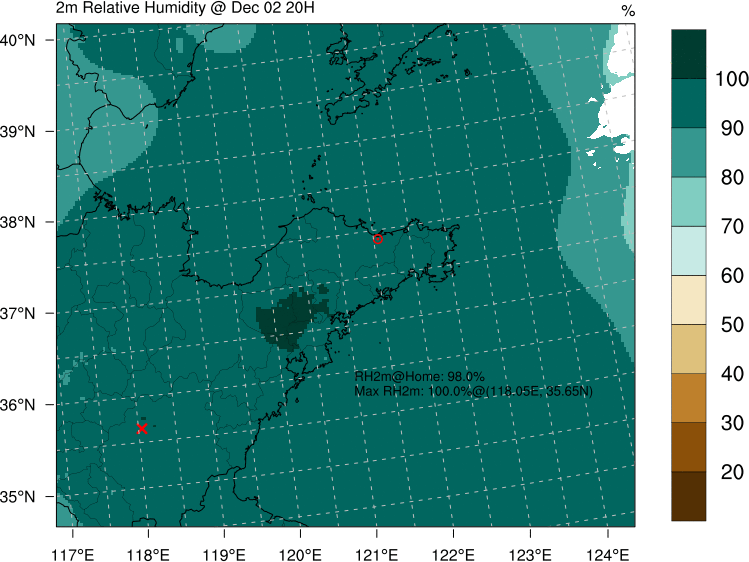 2m Relative Humidity @ Dec 02 20H
%
40°N
39°N
38°N
37°N
36°N
35°N
117°E 118°E 119°E 120°E 121°E 122°E 123°E 124°E
RH2m@Home: 98.0%
Max RH2m: 100.0%@(118.05E, 35.65N)
100
90
80
70
60
50
40
30
20